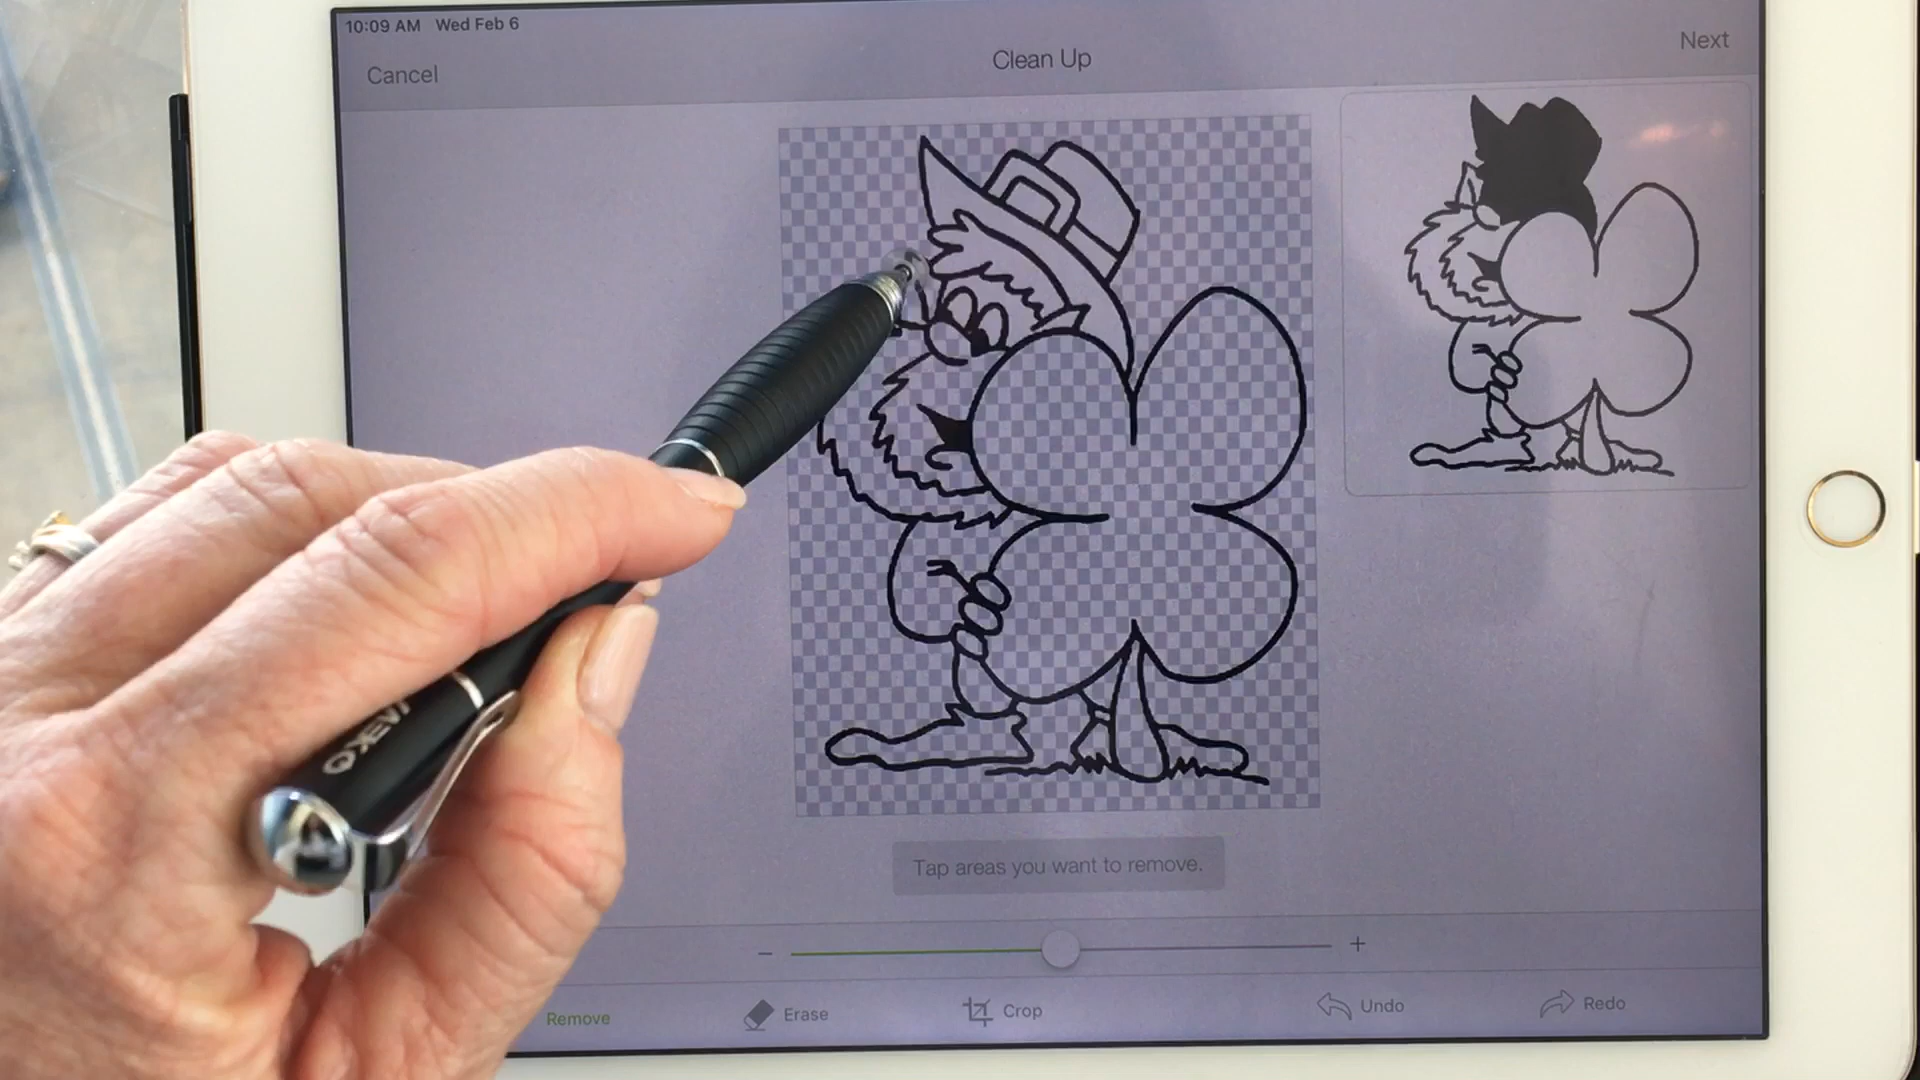 10:09 AM Wed Feb 6
Next
Clean Up
Cancel
Tap areas you want to remove.
− +
Remove Erase Crop Undo Redo